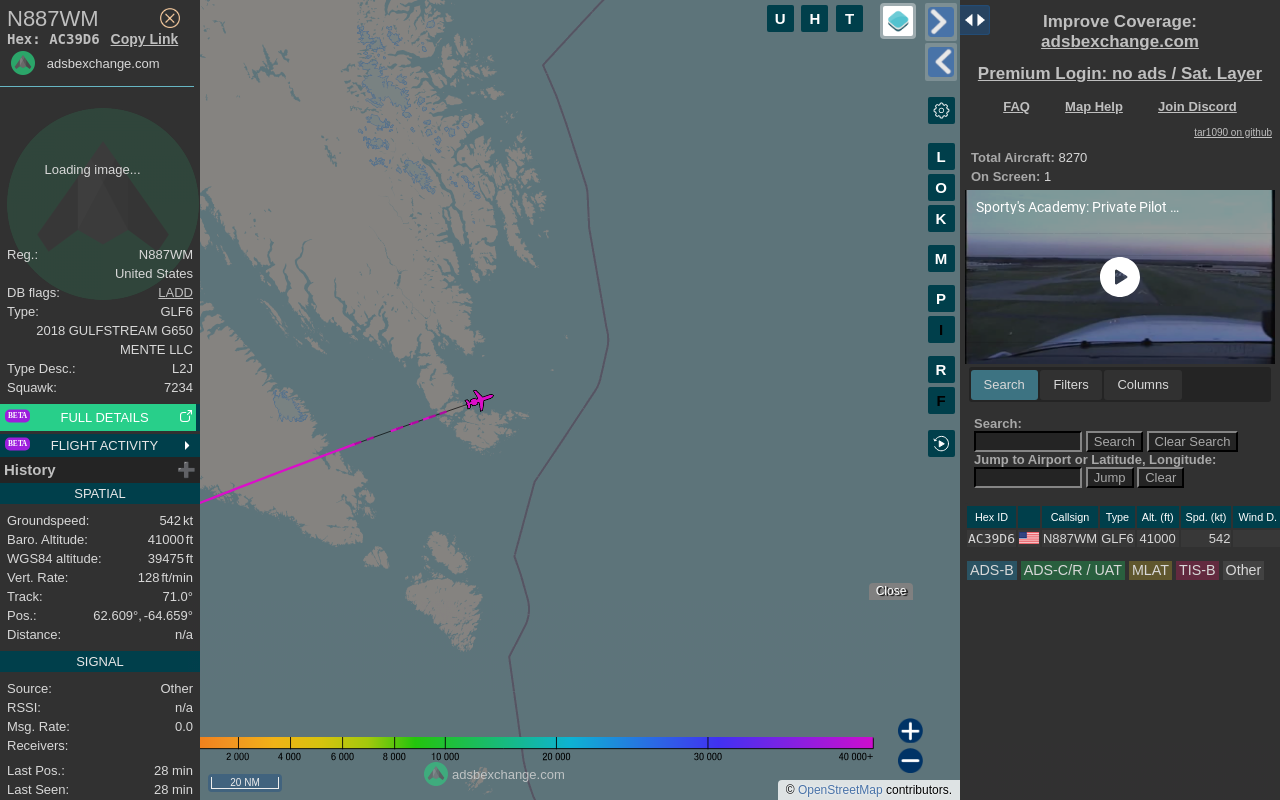 N887WM
Hex: AC39D6 Copy Link
adsbexchange.com
Loading image...
Reg.: N887WM
United States
DB flags: LADD
Type: GLF6
2018 GULFSTREAM G650
MENTE LLC
Type Desc.: L2J
Squawk: 7234
BETA FULL DETAILS
BETA FLIGHT ACTIVITY
History
SPATIAL
Groundspeed: 542 kt
Baro. Altitude: 41000 ft
WGS84 altitude: 39475 ft
Vert. Rate: 128 ft/min
Track: 71.0°
Pos.: 62.609°, -64.659°
Distance: n/a
SIGNAL
Source: Other
RSSI: n/a
Msg. Rate: 0.0
Receivers:
Last Pos.: 28 min
Last Seen: 28 min
U H T
L
O
K
M
P
I
R
F
Close
2 000 4 000 6 000 8 000 10 000 20 000 30 000 40 000+
adsbexchange.com
20 NM
© OpenStreetMap contributors.
Improve Coverage:
adsbexchange.com
Premium Login: no ads / Sat. Layer
FAQ Map Help Join Discord
tar1090 on github
Total Aircraft: 8270
On Screen: 1
Sporty's Academy: Private Pilot ...
Search Filters Columns
Search:
Search Clear Search
Jump to Airport or Latitude, Longitude:
Jump Clear
Hex ID Callsign Type Alt. (ft) Spd. (kt) Wind D.
AC39D6 N887WM GLF6 41000 542
ADS-B ADS-C/R / UAT MLAT TIS-B Other